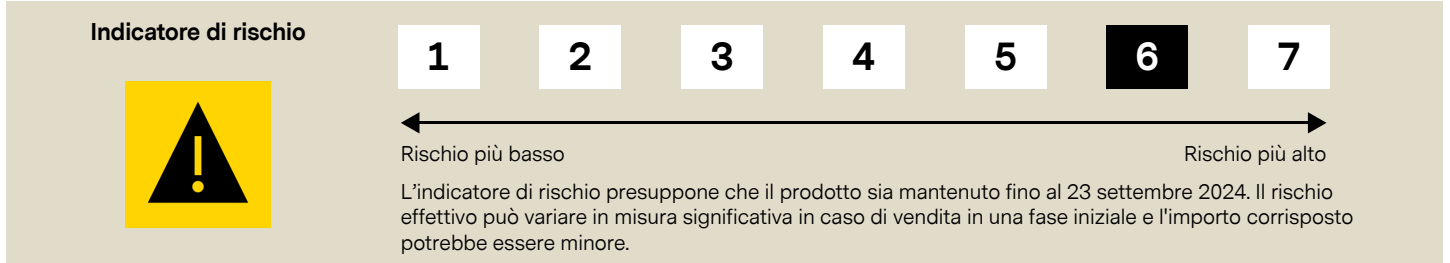 Indicatore di rischio
1 2 3 4 5 6 7
Rischio più basso Rischio più alto
L'indicatore di rischio presuppone che il prodotto sia mantenuto fino al 23 settembre 2024. Il rischio
effettivo può variare in misura significativa in caso di vendita in una fase iniziale e l'importo corrisposto
potrebbe essere minore.